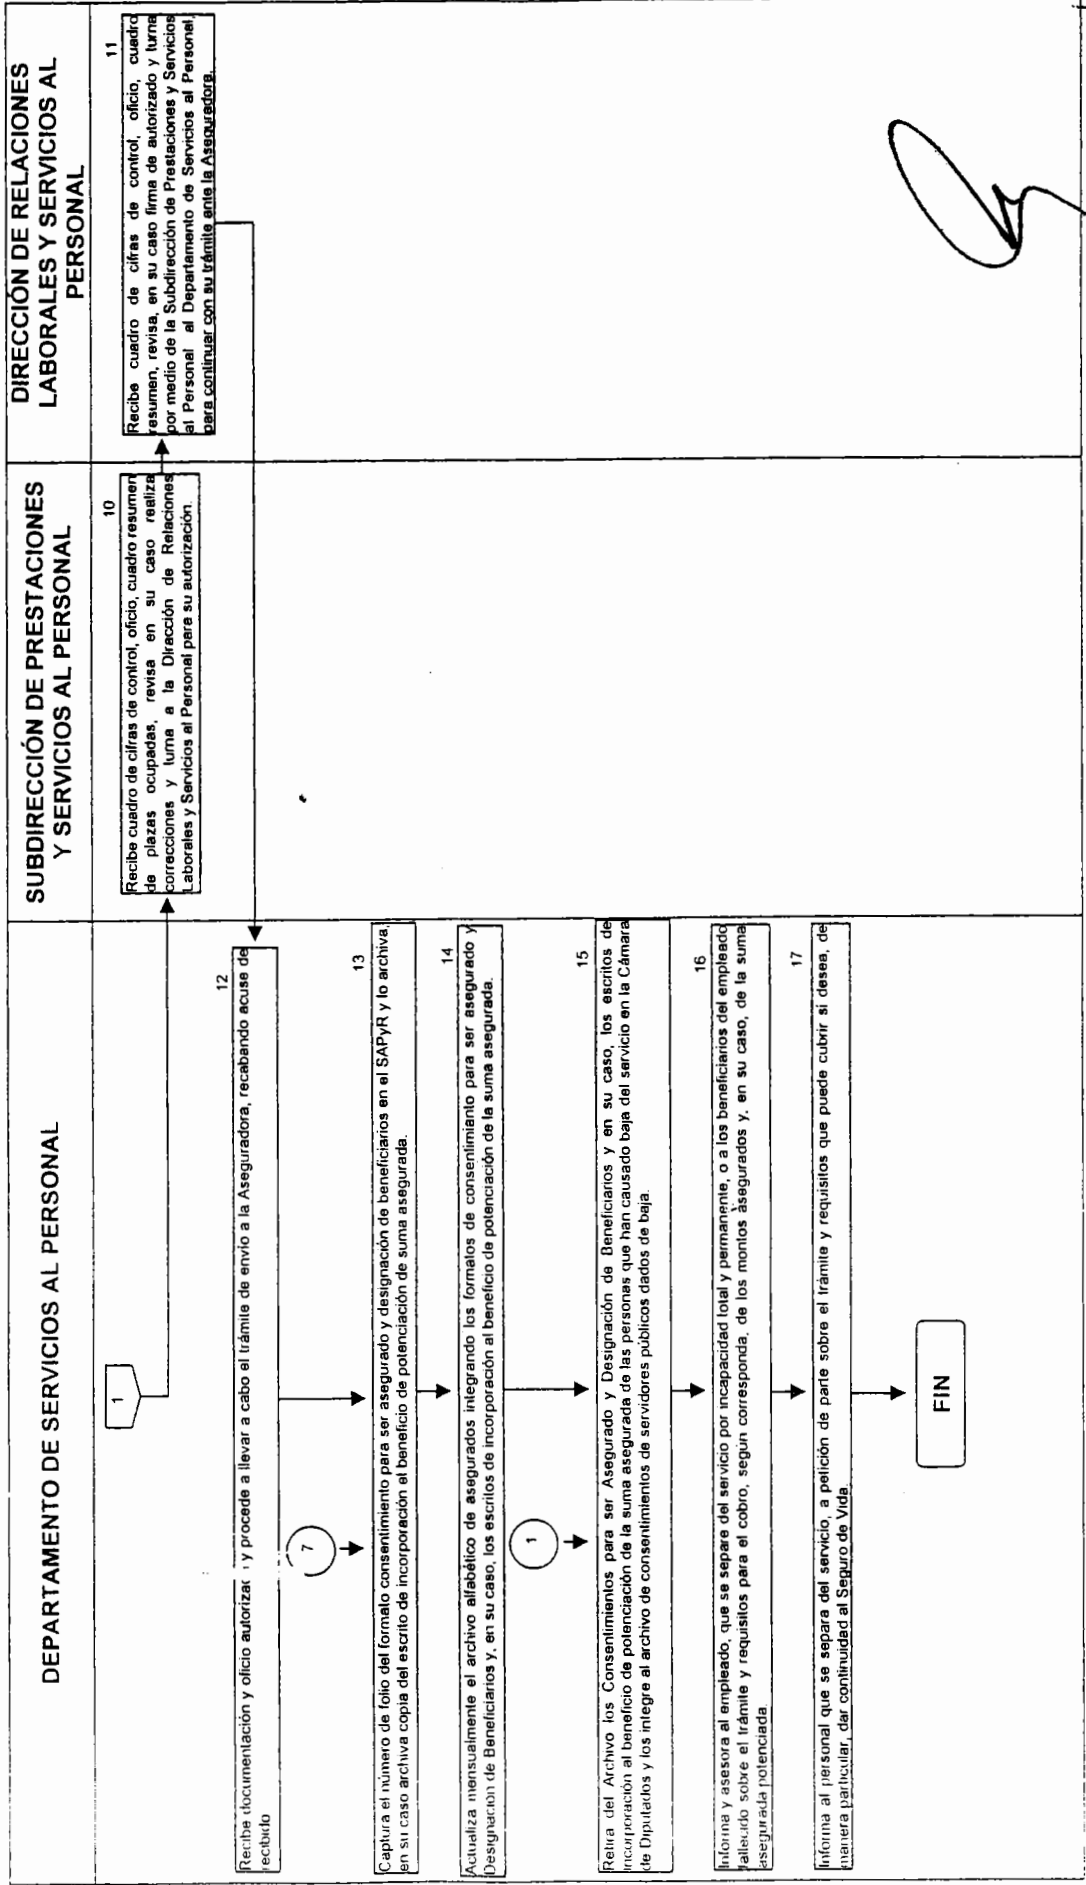 DEPARTAMENTO DE SERVICIOS AL PERSONAL
SUBDIRECCIÓN DE PRESTACIONES
Y SERVICIOS AL PERSONAL
DIRECCIÓN DE RELACIONES
LABORALES Y SERVICIOS AL
PERSONAL
1
10
Recibe cuadro de cifras de control, oficio, cuadro resumen
de plazas ocupadas, revisa en su caso realiza
correcciones y turna a la Dirección de Relaciones
Laborales y Servicios al Personal para su autorización.
11
Recibe cuadro de cifras de control, oficio, cuadro
resumen, revisa, en su caso firma de autorizado y turna
por medio de la Subdirección de Prestaciones y Servicios
al Personal al Departamento de Servicios al Personal,
para continuar con su trámite ante la Aseguradora.
12
Recibe documentación y oficio autorizac y procede a llevar a cabo el trámite de envío a la Aseguradora, recabando acuse de
recibido
7
13
Captura el número de folio del formato consentimiento para ser asegurado y designación de beneficiarios en el SAPyR y lo archiva,
en su caso archiva copia del escrito de incorporación el beneficio de potenciación de suma asegurada.
14
Actualiza mensualmente el archivo alfabético de asegurados integrando los formatos de consentimiento para ser asegurado y
Designación de Beneficiarios y, en su caso, los escritos de incorporación al beneficio de potenciación de la suma asegurada.
1
15
Retira del Archivo los Consentimientos para ser Asegurado y Designación de Beneficiarios y en su caso, los escritos de
incorporación al beneficio de potenciación de la suma asegurada de las personas que han causado baja del servicio en la Cámara
de Diputados y los integre al archivo de consentimientos de servidores públicos dados de baja.
16
Informa y asesora al empleado, que se separe del servicio por incapacidad total y permanente, o a los beneficiarios del empleado
fallecido sobre el trámite y requisitos para el cobro, según corresponda, de los montos asegurados y, en su caso, de la suma
asegurada potenciada.
17
Informa al personal que se separa del servicio, a petición de parte sobre el trámite y requisitos que puede cubrir si desea, de
manera particular, dar continuidad al Seguro de Vida.
FIN